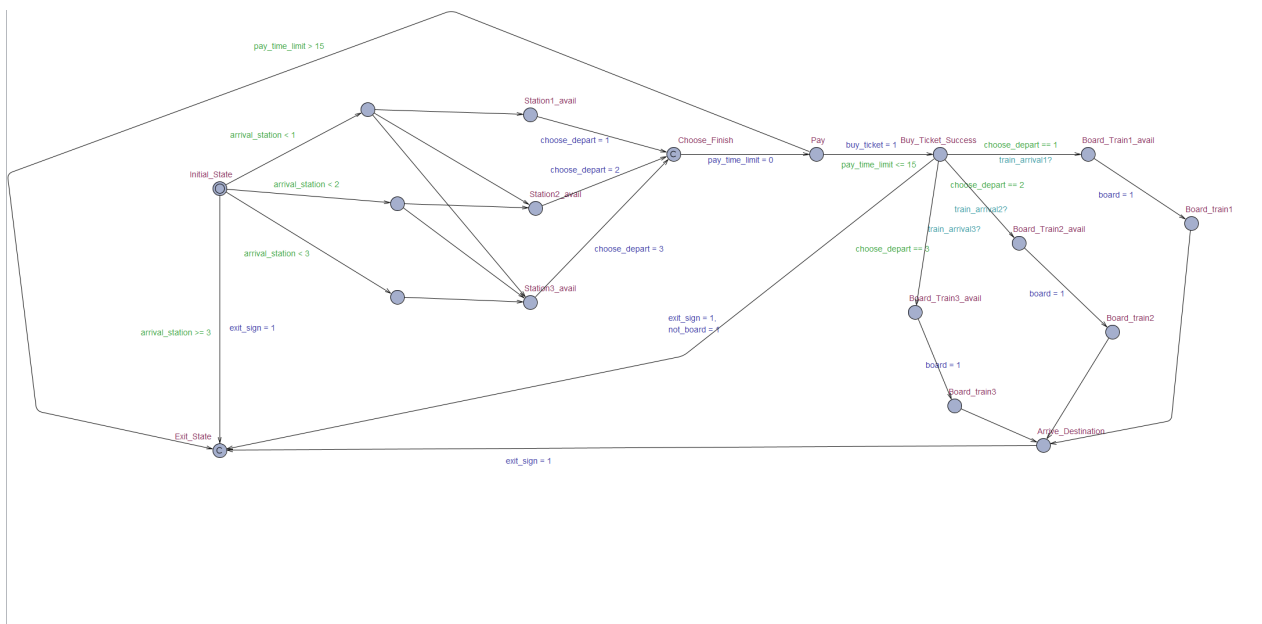 pay_time_limit > 15
Station1_avail
arrival_station < 1
choose_depart = 1
Choose_Finish
Pay
buy_ticket = 1
Buy_Ticket_Success
choose_depart == 1
Board_Train1_avail
C
pay_time_limit = 0
pay_time_limit <= 15
train_arrival1?
Initial_State
arrival_station < 2
choose_depart = 2
Station2_avail
choose_depart == 2
board = 1
train_arrival2?
Board_train1
arrival_station < 3
choose_depart = 3
choose_depart == 3
train_arrival3?
Board_Train2_avail
Station3_avail
Board_Train3_avail
board = 1
arrival_station >= 3
exit_sign = 1
exit_sign = 1,
not_board = 1
Board_train2
board = 1
Board_train3
Exit_State
C
Arrive_Destination
exit_sign = 1